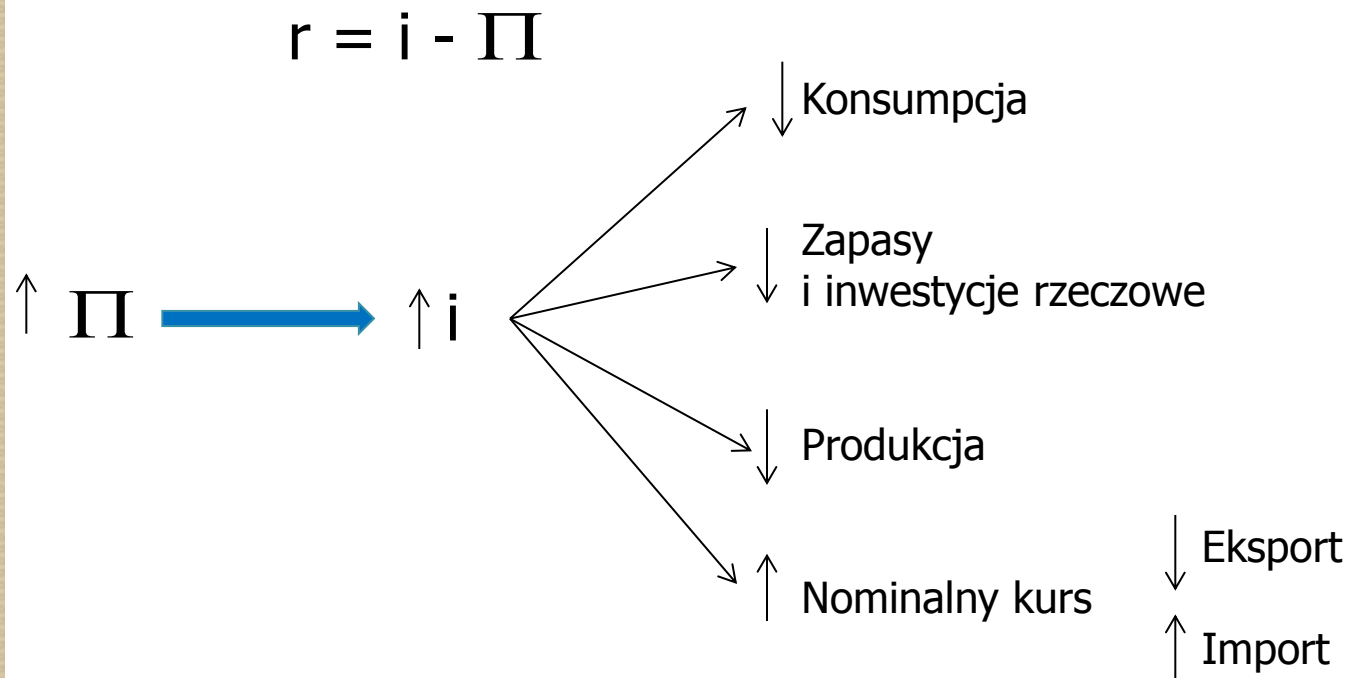 r = i - Π
Konsumpcja
Zapasy
i inwestycje rzeczowe
↑ Π
↑ i
Produkcja
Nominalny kurs
Eksport
Import